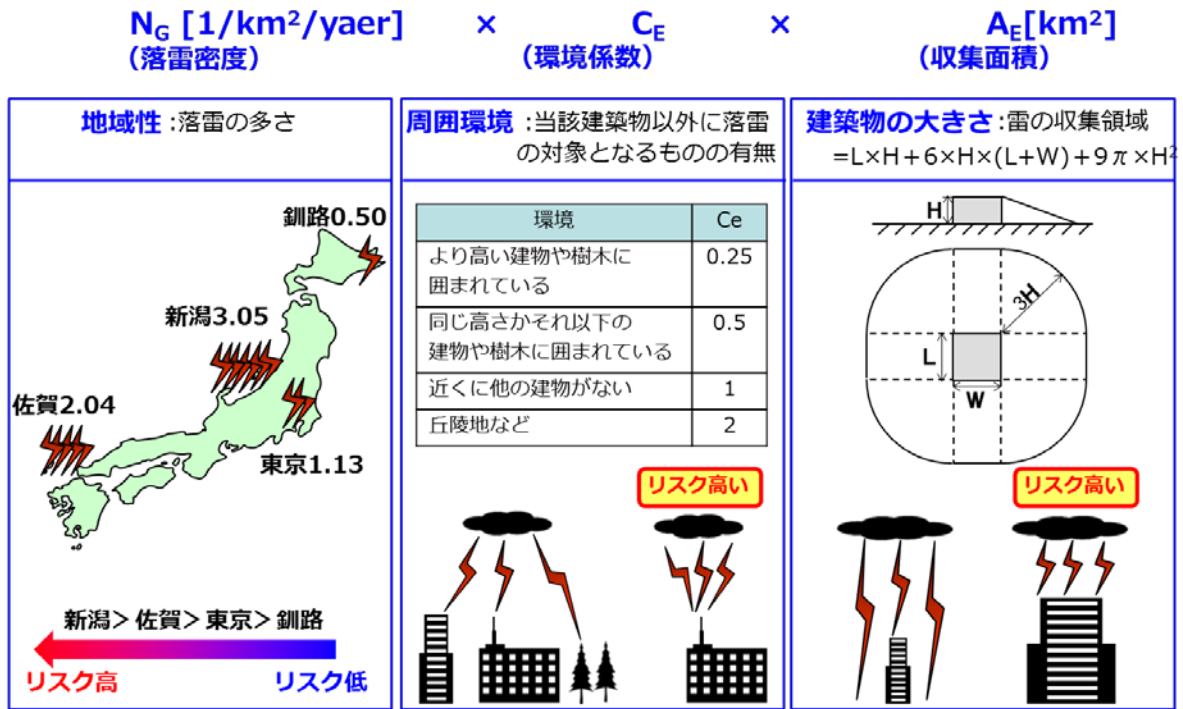 NG [1/km²/yaer] × CE × AE[km²]
(落雷密度) (環境係数) (収集面積)
地域性:落雷の多さ
釧路0.50
新潟3.05
佐賀2.04
東京1.13
新潟>佐賀>東京>釧路
リスク高 リスク低
周囲環境:当該建築物以外に落雷
の対象となるものの有無
環境 Ce
より高い建物や樹木に 0.25
囲まれている
同じ高さかそれ以下の 0.5
建物や樹木に囲まれている
近くに他の建物がない 1
丘陵地など 2
リスク高い
建築物の大きさ:雷の収集領域
=L×H+6×H×(L+W)+9π×H²
H
3H
L
W
リスク高い